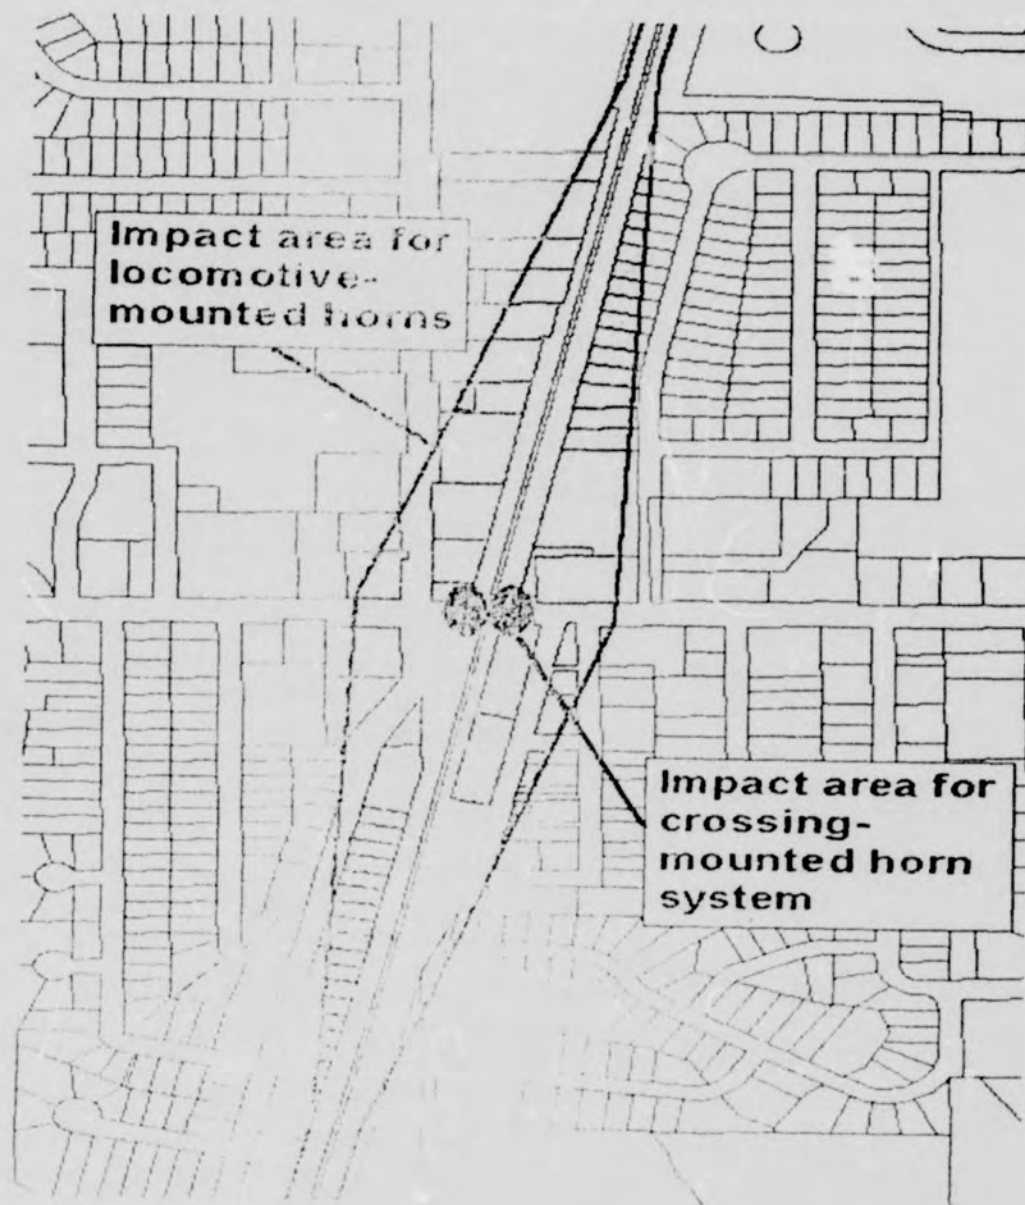 Impact area for
locomotive-
mounted horns
Impact area for
crossing-
mounted horn
system